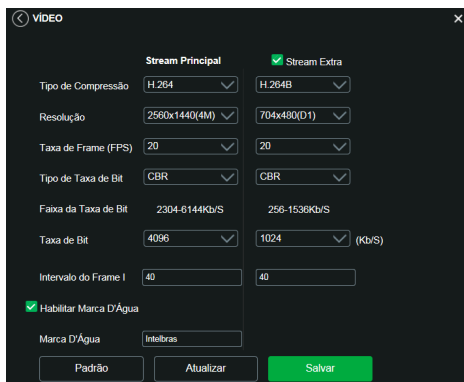 VÍDEO
Stream Principal Stream Extra
Tipo de Compressão H.264 H.264B
Resolução 2560x1440(4M) 704x480(D1)
Taxa de Frame (FPS) 20 20
Tipo de Taxa de Bit CBR CBR
Faixa da Taxa de Bit 2304-6144Kb/S 256-1536Kb/S
Taxa de Bit 4096 1024 (Kb/S)
Intervalo do Frame I 40 40
Habilitar Marca D'Água
Marca D'Água Intelbras
Padrão Atualizar Salvar